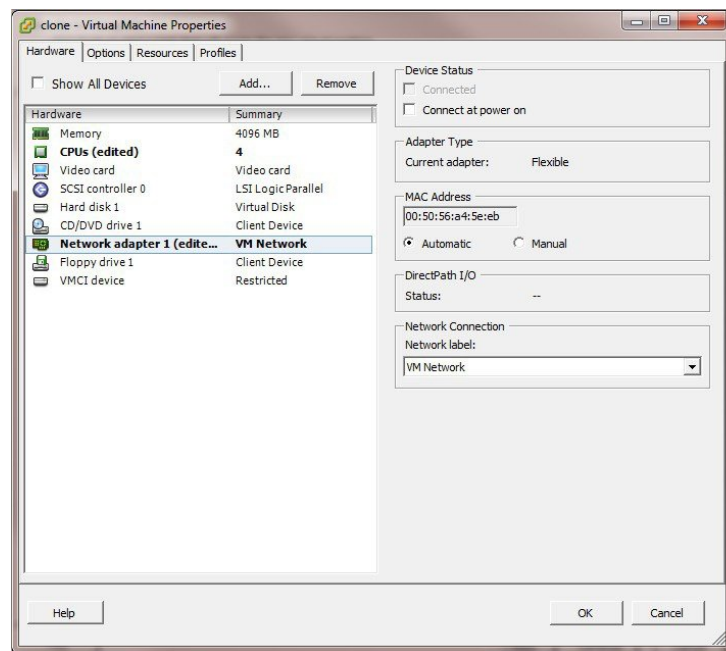 clone - Virtual Machine Properties
Hardware Options Resources Profiles
Show All Devices Add... Remove
Hardware Summary
Memory 4096 MB
CPUs (edited) 4
Video card Video card
SCSI controller 0 LSI Logic Parallel
Hard disk 1 Virtual Disk
CD/DVD drive 1 Client Device
Network adapter 1 (edite... VM Network
Floppy drive 1 Client Device
VMCI device Restricted
Device Status
Connected
Connect at power on
Adapter Type
Current adapter: Flexible
MAC Address
00:50:56:a4:5e:eb
Automatic Manual
DirectPath I/O
Status: --
Network Connection
Network label:
VM Network
Help OK Cancel